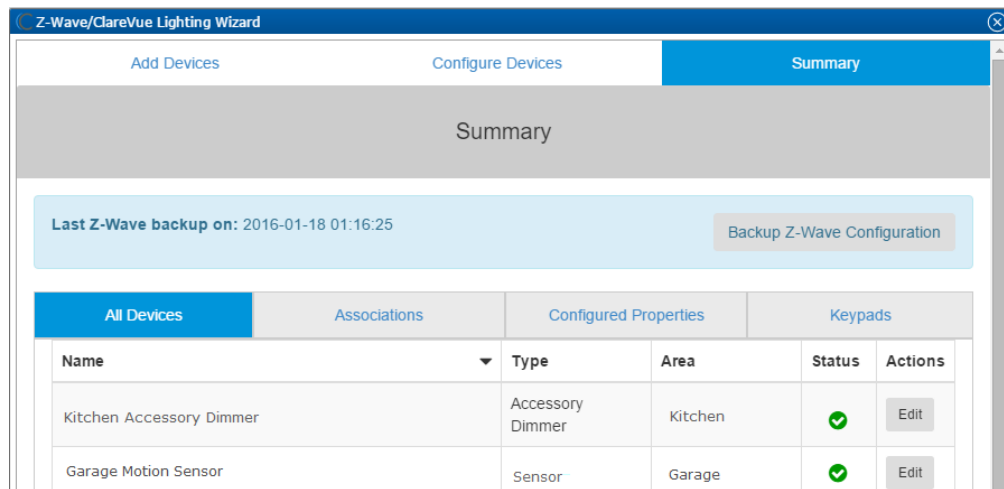 Z-Wave/ClareVue Lighting Wizard
Add Devices Configure Devices Summary
Summary
Last Z-Wave backup on: 2016-01-18 01:16:25 Backup Z-Wave Configuration
All Devices Associations Configured Properties Keypads
Name Type Area Status Actions
Kitchen Accessory Dimmer Accessory Dimmer Kitchen Edit
Garage Motion Sensor Sensor Garage Edit